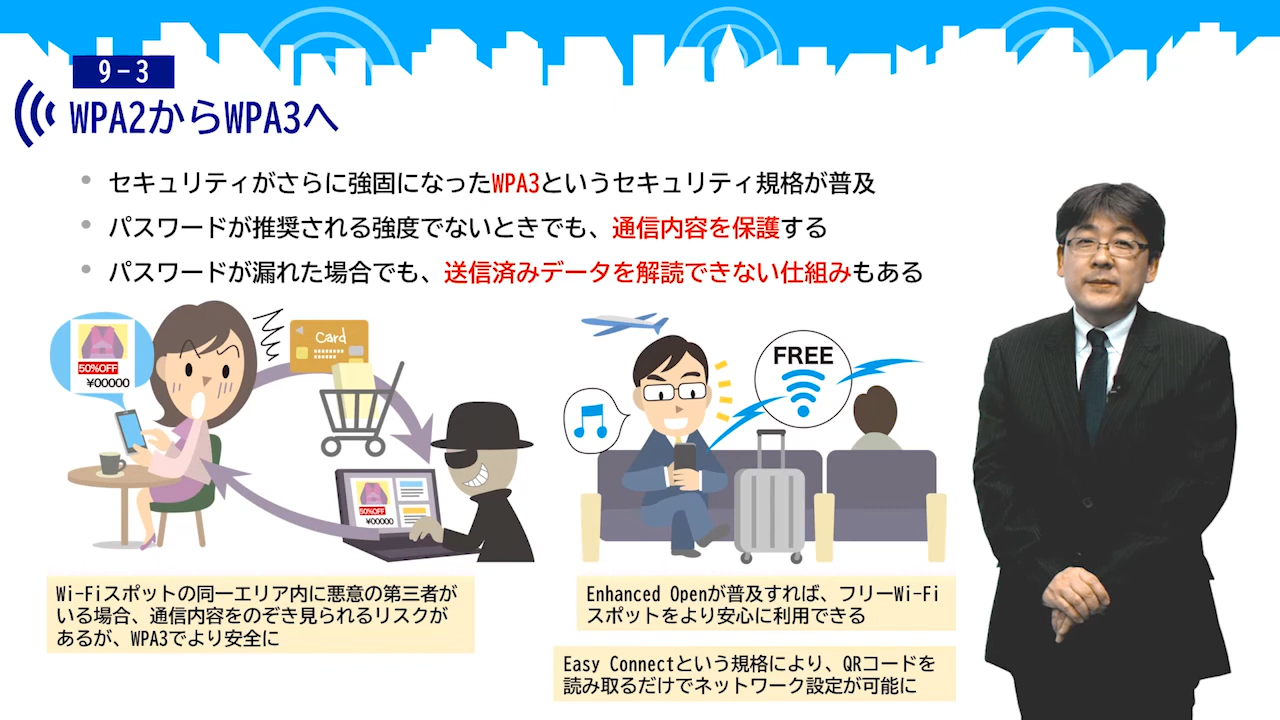 9-3
WPA2からWPA3へ
セキュリティがさらに強固になったWPA3というセキュリティ規格が普及
パスワードが推奨される強度でないときでも、通信内容を保護する
パスワードが漏れた場合でも、送信済みデータを解読できない仕組みもある
50%OFF
¥00000
Card
50%OFF
¥00000
FREE
Wi-Fiスポットの同一エリア内に悪意の第三者が
いる場合、通信内容をのぞき見られるリスクが
あるが、WPA3でより安全に
Enhanced Openが普及すれば、フリーWi-Fi
スポットをより安心に利用できる
Easy Connectという規格により、QRコードを
読み取るだけでネットワーク設定が可能に